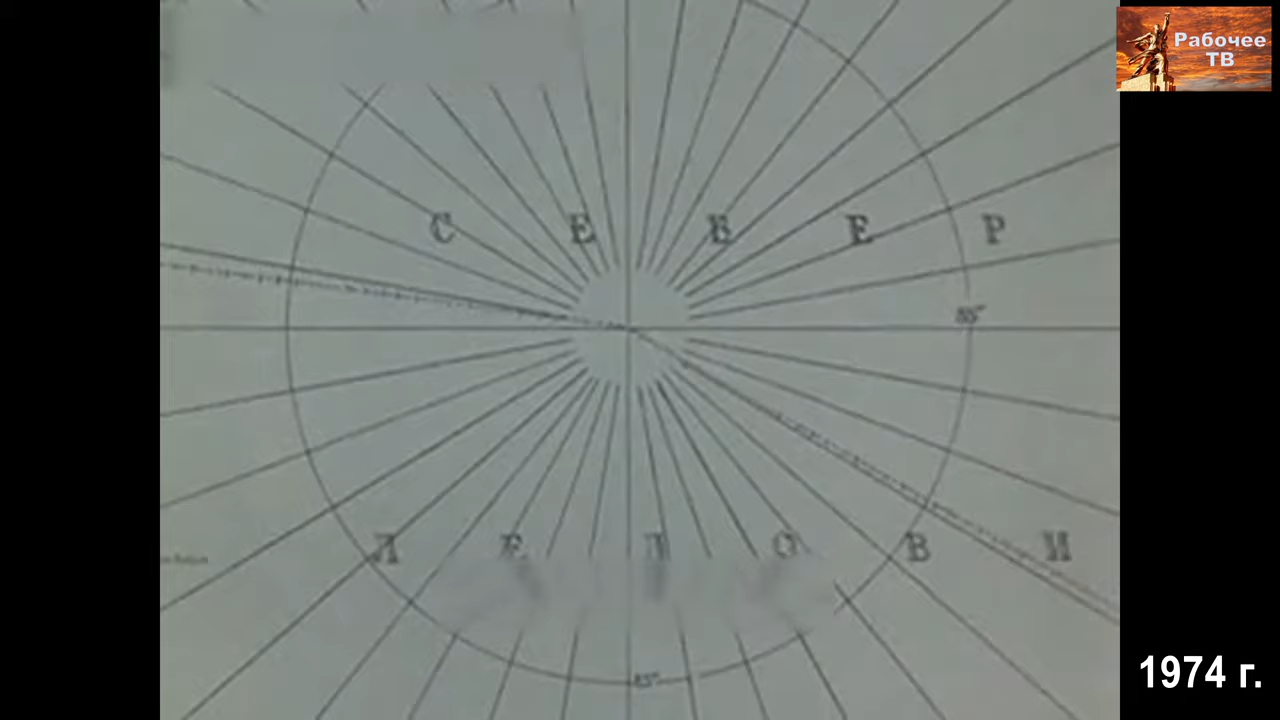 Рабочее
ТВ
С Е В Е Р
85°
Л Е Д О В И
85°
1974 г.